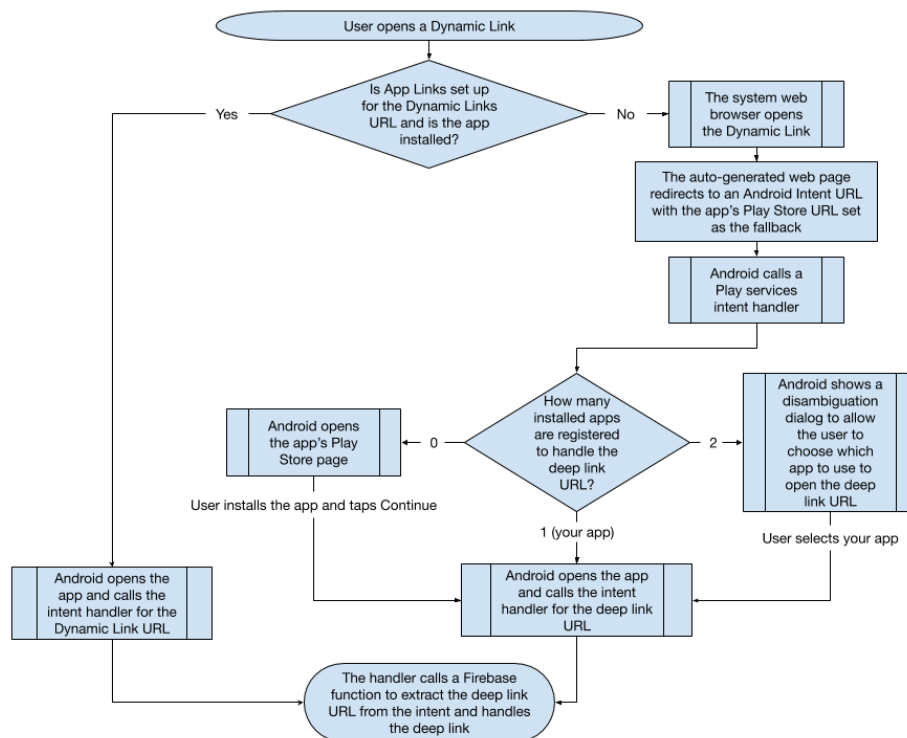 User opens a Dynamic Link
Is App Links set up
for the Dynamic Links
URL and is the app
installed?
Yes
No
The system web
browser opens
the Dynamic Link
The auto-generated web page
redirects to an Android Intent URL
with the app's Play Store URL set
as the fallback
Android calls a
Play services
intent handler
How many
installed apps
are registered
to handle the
deep link
URL?
0
2
Android opens
the app's Play
Store page
Android shows a
disambiguation
dialog to allow
the user to
choose which
app to use to
open the deep
link URL
User installs the app and taps Continue
1 (your app)
User selects your app
Android opens the
app and calls the
intent handler for the
Dynamic Link URL
Android opens the app
and calls the intent
handler for the deep link
URL
The handler calls a Firebase
function to extract the deep link
URL from the intent and handles
the deep link